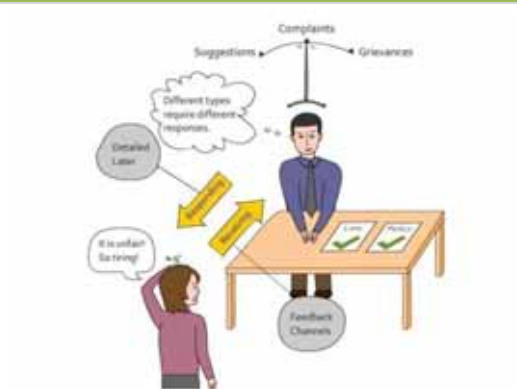 Complaints
Suggestions
Grievances
Different types
require different
responses.
Detailed
Later
Responding
Receiving
It is unfair!
So tiring!
Law
Policy
Feedback
Channels